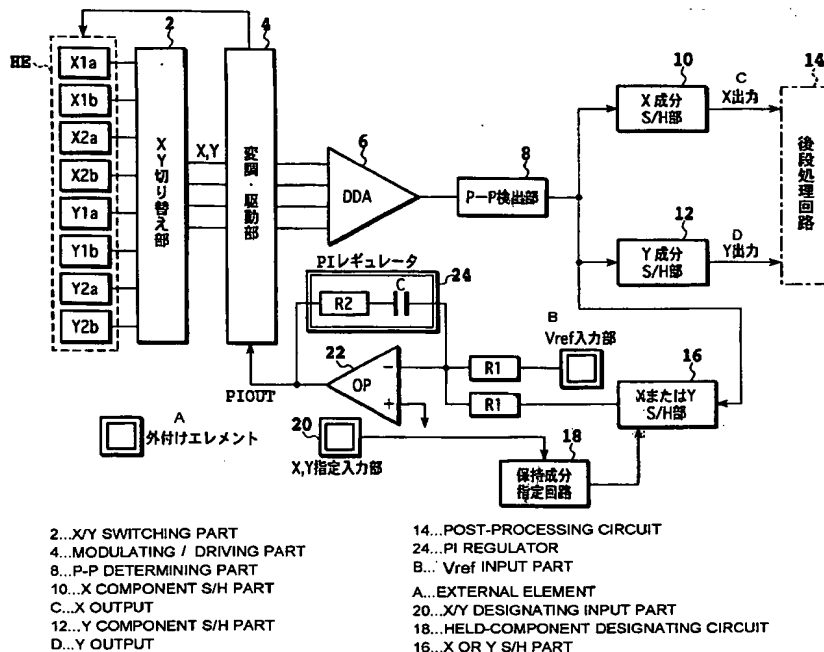 2
4
HE
X1a
X1b
X2a
X2b
Y1a
Y1b
Y2a
Y2b
XY切り替え部
X,Y
変調・駆動部
6
DDA
8
P−P検出部
10
X成分
S/H部
C
X出力
14
後段処理回路
12
Y成分
S/H部
D
Y出力
PIレギュレータ
24
R2
C
22
OP
−
+
PIOUT
R1
R1
B
Vref入力部
16
XまたはY
S/H部
A
外付けエレメント
20
X,Y指定入力部
18
保持成分
指定回路
2...X/Y SWITCHING PART
4...MODULATING / DRIVING PART
8...P-P DETERMINING PART
10...X COMPONENT S/H PART
C...X OUTPUT
12...Y COMPONENT S/H PART
D...Y OUTPUT
14...POST-PROCESSING CIRCUIT
24...PI REGULATOR
B... Vref INPUT PART
A...EXTERNAL ELEMENT
20...X/Y DESIGNATING INPUT PART
18...HELD-COMPONENT DESIGNATING CIRCUIT
16...X OR Y S/H PART